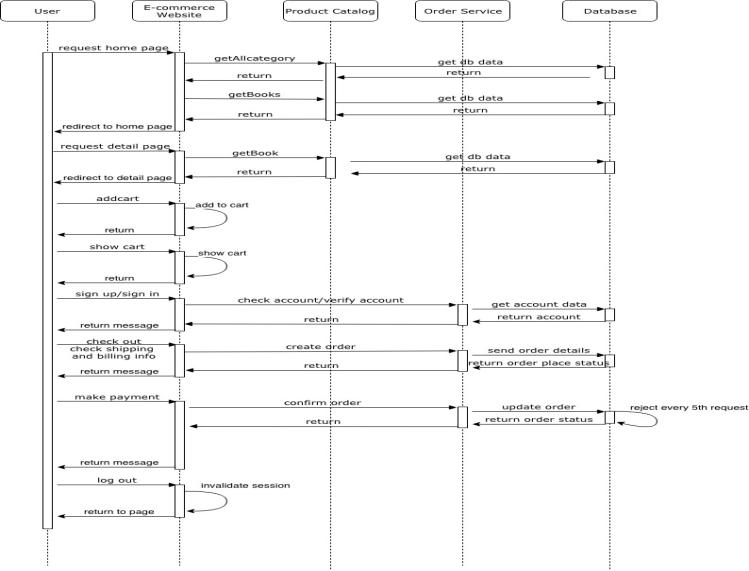 User
E-commerce
Website
Product Catalog
Order Service
Database
request home page
getAllcategory
get db data
return
return
getBooks
get db data
return
return
redirect to home page
request detail page
getBook
get db data
return
return
redirect to detail page
addcart
add to cart
return
show cart
show cart
return
sign up/sign in
check account/verify account
get account data
return account
return
return message
check out
check shipping
and billing info
create order
send order details
return order place status
return
return message
make payment
confirm order
update order
reject every 5th request
return order status
return
return message
log out
invalidate session
return to page